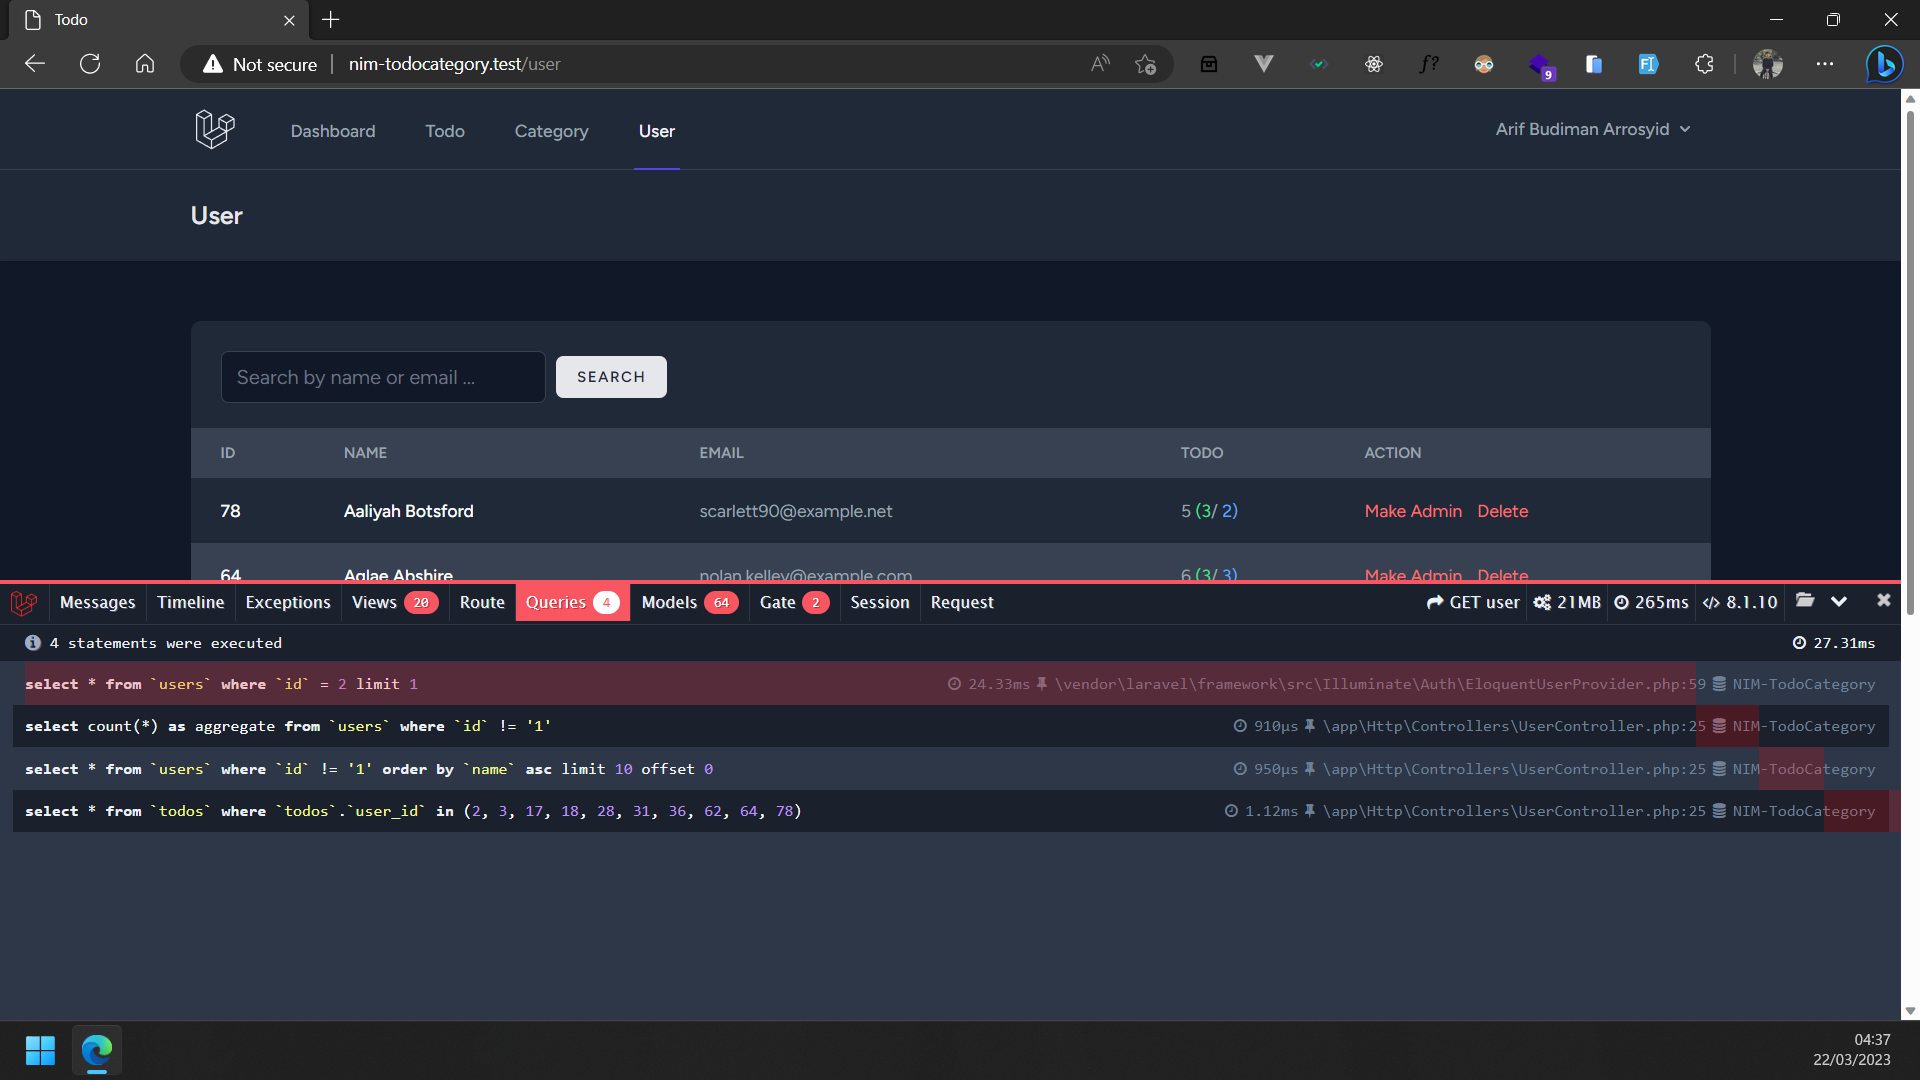 Todo
Not secure nim-todocategory.test/user
9
Dashboard Todo Category User Arif Budiman Arrosyid
User
Search by name or email ... SEARCH
ID NAME EMAIL TODO ACTION
78 Aaliyah Botsford scarlett90@example.net 5 (3/ 2) Make Admin Delete
64 Aglae Abshire nolan.kelley@example.com 6 (3/ 3) Make Admin Delete
Messages Timeline Exceptions Views 20 Route Queries 4 Models 64 Gate 2 Session Request GET user 21MB 265ms 8.1.10
4 statements were executed 27.31ms
select * from `users` where `id` = 2 limit 1 24.33ms \vendor\laravel\framework\src\Illuminate\Auth\EloquentUserProvider.php:59 NIM-TodoCategory
select count(*) as aggregate from `users` where `id` != '1' 910μs \app\Http\Controllers\UserController.php:25 NIM-TodoCategory
select * from `users` where `id` != '1' order by `name` asc limit 10 offset 0 950μs \app\Http\Controllers\UserController.php:25 NIM-TodoCategory
select * from `todos` where `todos`.`user_id` in (2, 3, 17, 18, 28, 31, 36, 62, 64, 78) 1.12ms \app\Http\Controllers\UserController.php:25 NIM-TodoCategory
04:37
22/03/2023